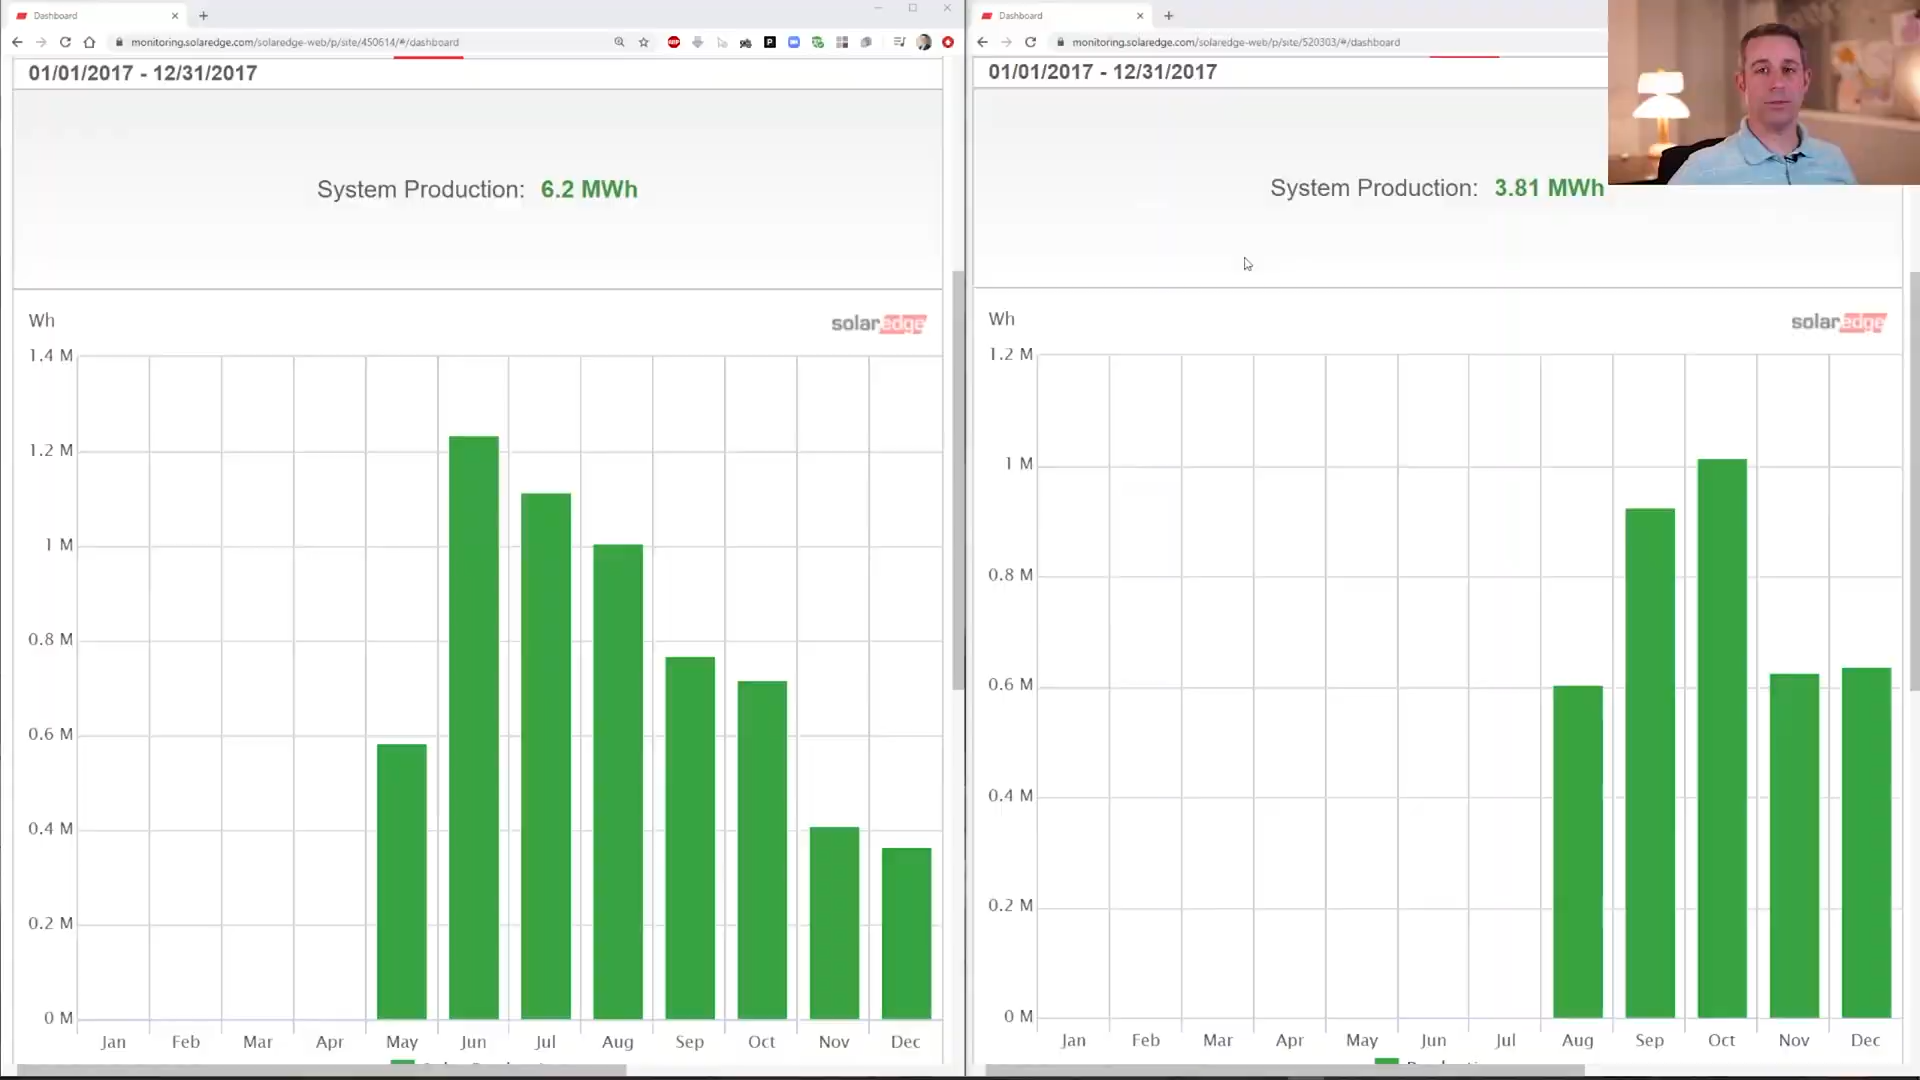 Dashboard
monitoring.solaredge.com/solaredge-web/p/site/450614/#/dashboard
01/01/2017 - 12/31/2017
System Production: 6.2 MWh
Wh
solaredge
1.4 M
1.2 M
1 M
0.8 M
0.6 M
0.4 M
0.2 M
0 M
Jan Feb Mar Apr May Jun Jul Aug Sep Oct Nov Dec
Dashboard
monitoring.solaredge.com/solaredge-web/p/site/520303/#/dashboard
01/01/2017 - 12/31/2017
System Production: 3.81 MWh
Wh
solaredge
1.2 M
1 M
0.8 M
0.6 M
0.4 M
0.2 M
0 M
Jan Feb Mar Apr May Jun Jul Aug Sep Oct Nov Dec